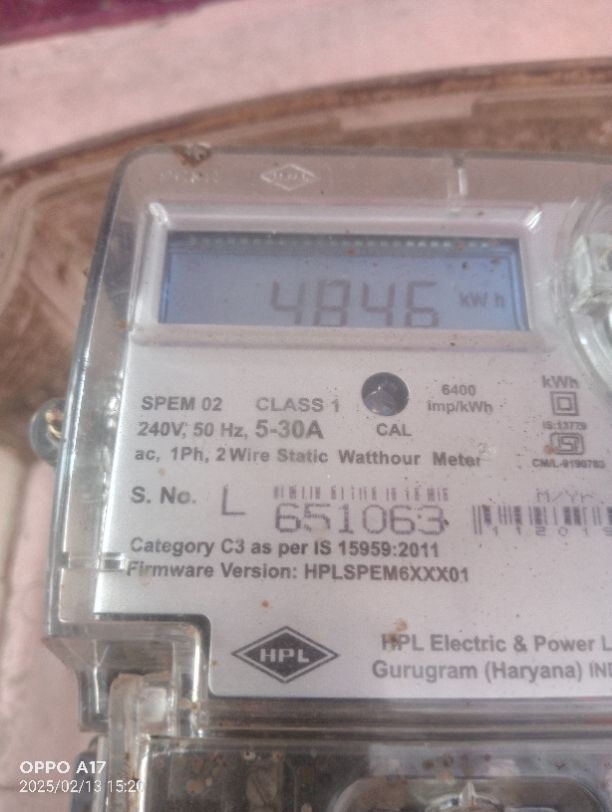 HPL
4846 kWh
SPEM 02 CLASS 1 6400 imp/kWh kWh
240V, 50 Hz, 5-30A CAL IS:13779
ac, 1Ph, 2 Wire Static Watthour Meter CM/L-9190763
S. No. L 651063 M/Yr
Category C3 as per IS 15959:2011
Firmware Version: HPLSPEM6XXX01
HPL HPL Electric & Power
Gurugram (Haryana)
OPPO A17
2025/02/13 15:20